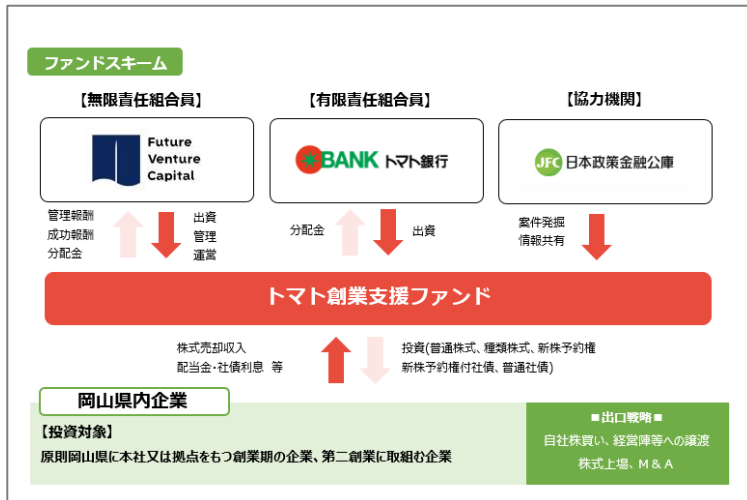 ファンドスキーム
【無限責任組合員】
【有限責任組合員】
【協力機関】
Future
Venture
Capital
BANK トマト銀行
JFC 日本政策金融公庫
管理報酬
成功報酬
分配金
出資
管理
運営
分配金
出資
案件発掘
情報共有
トマト創業支援ファンド
株式売却収入
配当金・社債利息 等
投資(普通株式、種類株式、新株予約権
新株予約権付社債、普通社債)
岡山県内企業
【投資対象】
原則岡山県に本社又は拠点をもつ創業期の企業、第二創業に取組む企業
■出口戦略■
自社株買い、経営陣等への譲渡
株式上場、M & A